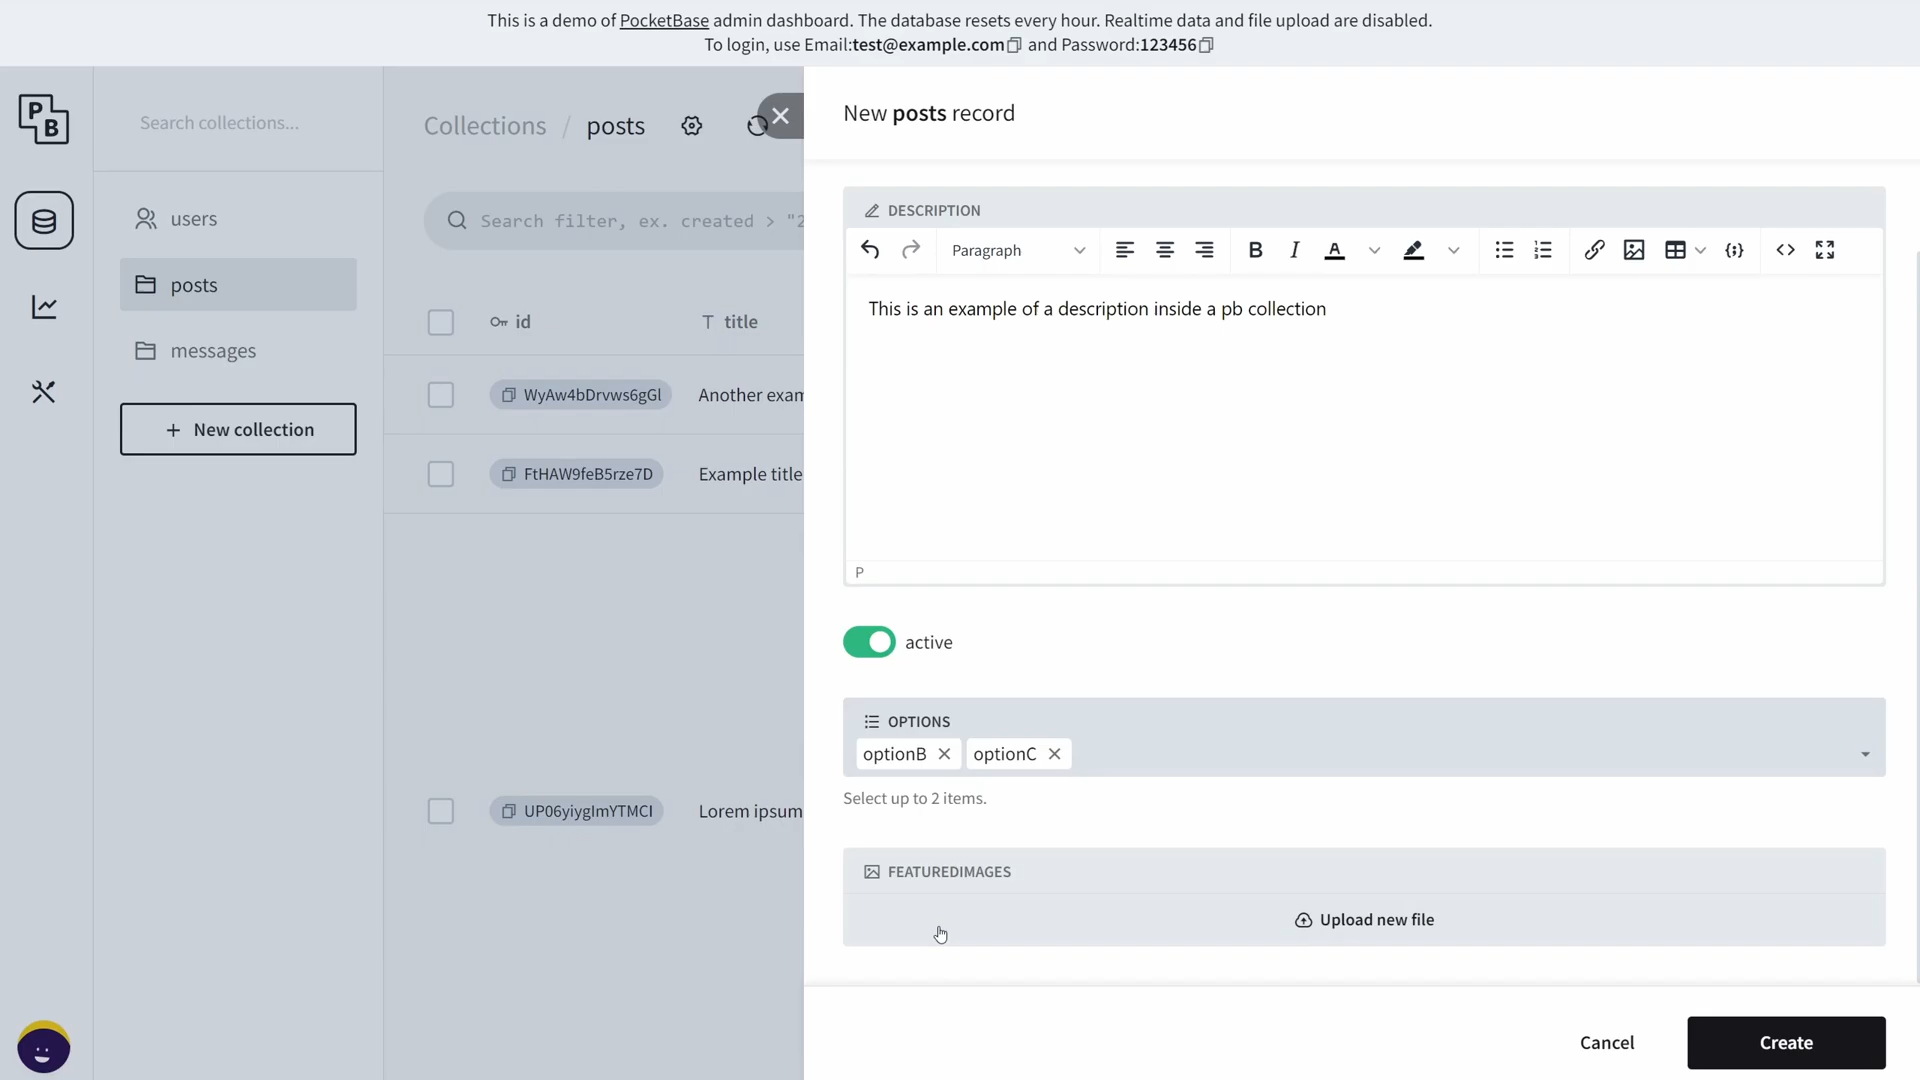 This is a demo of PocketBase admin dashboard. The database resets every hour. Realtime data and file upload are disabled.
To login, use Email:test@example.com and Password:123456
P
B
Search collections...
users
posts
messages
+ New collection
Collections / posts
Search filter, ex. created > "2
id
T title
WyAw4bDrvws6gGl
Another exam
FtHAW9feB5rze7D
Example title
UP06yiygImYTMCI
Lorem ipsum
New posts record
DESCRIPTION
Paragraph
B I A
This is an example of a description inside a pb collection
P
active
OPTIONS
optionB
optionC
Select up to 2 items.
FEATUREDIMAGES
Upload new file
Cancel
Create